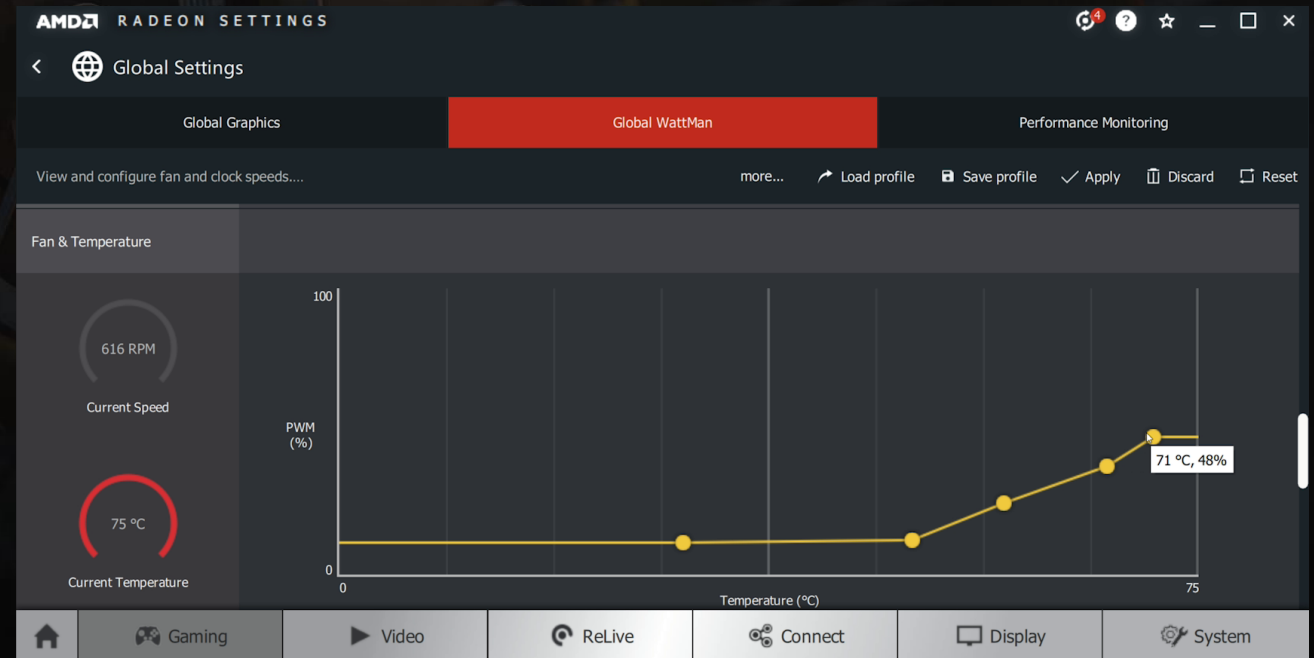 AMD RADEON SETTINGS
4
?
Global Settings
Global Graphics
Global WattMan
Performance Monitoring
View and configure fan and clock speeds....
more...
Load profile
Save profile
Apply
Discard
Reset
Fan & Temperature
616 RPM
Current Speed
75 °C
Current Temperature
100
PWM
(%)
0
71 °C, 48%
0
75
Temperature (°C)
Gaming
Video
ReLive
Connect
Display
System